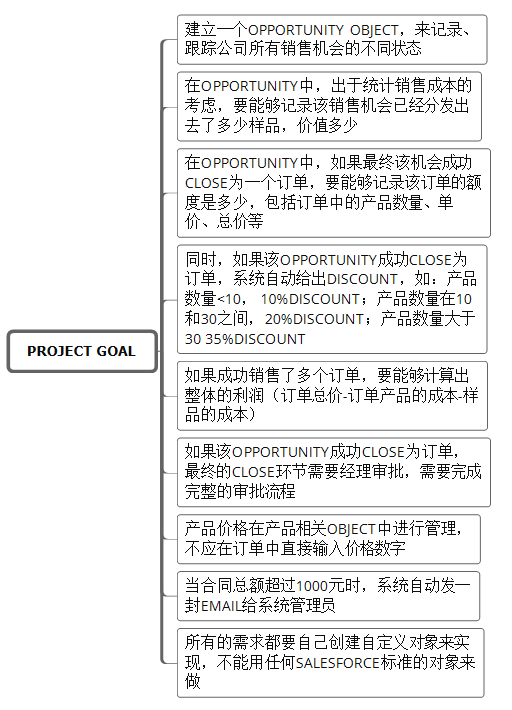 建立一个OPPORTUNITY OBJECT，来记录、
跟踪公司所有销售机会的不同状态
在OPPORTUNITY中，出于统计销售成本的
考虑，要能够记录该销售机会已经分发出
去了多少样品，价值多少
在OPPORTUNITY中，如果最终该机会成功
CLOSE为一个订单，要能够记录该订单的额
度是多少，包括订单中的产品数量、单
价、总价等
同时，如果该OPPORTUNITY成功CLOSE为
订单，系统自动给出DISCOUNT，如：产品
数量<10， 10%DISCOUNT；产品数量在10
和30之间，20%DISCOUNT；产品数量大于
30 35%DISCOUNT
PROJECT GOAL
如果成功销售了多个订单，要能够计算出
整体的利润（订单总价-订单产品的成本-样
品的成本）
如果该OPPORTUNITY成功CLOSE为订单，
最终的CLOSE环节需要经理审批，需要完成
完整的审批流程
产品价格在产品相关OBJECT中进行管理，
不应在订单中直接输入价格数字
当合同总额超过1000元时，系统自动发一
封EMAIL给系统管理员
所有的需求都要自己创建自定义对象来实
现，不能用任何SALESFORCE标准的对象来
做